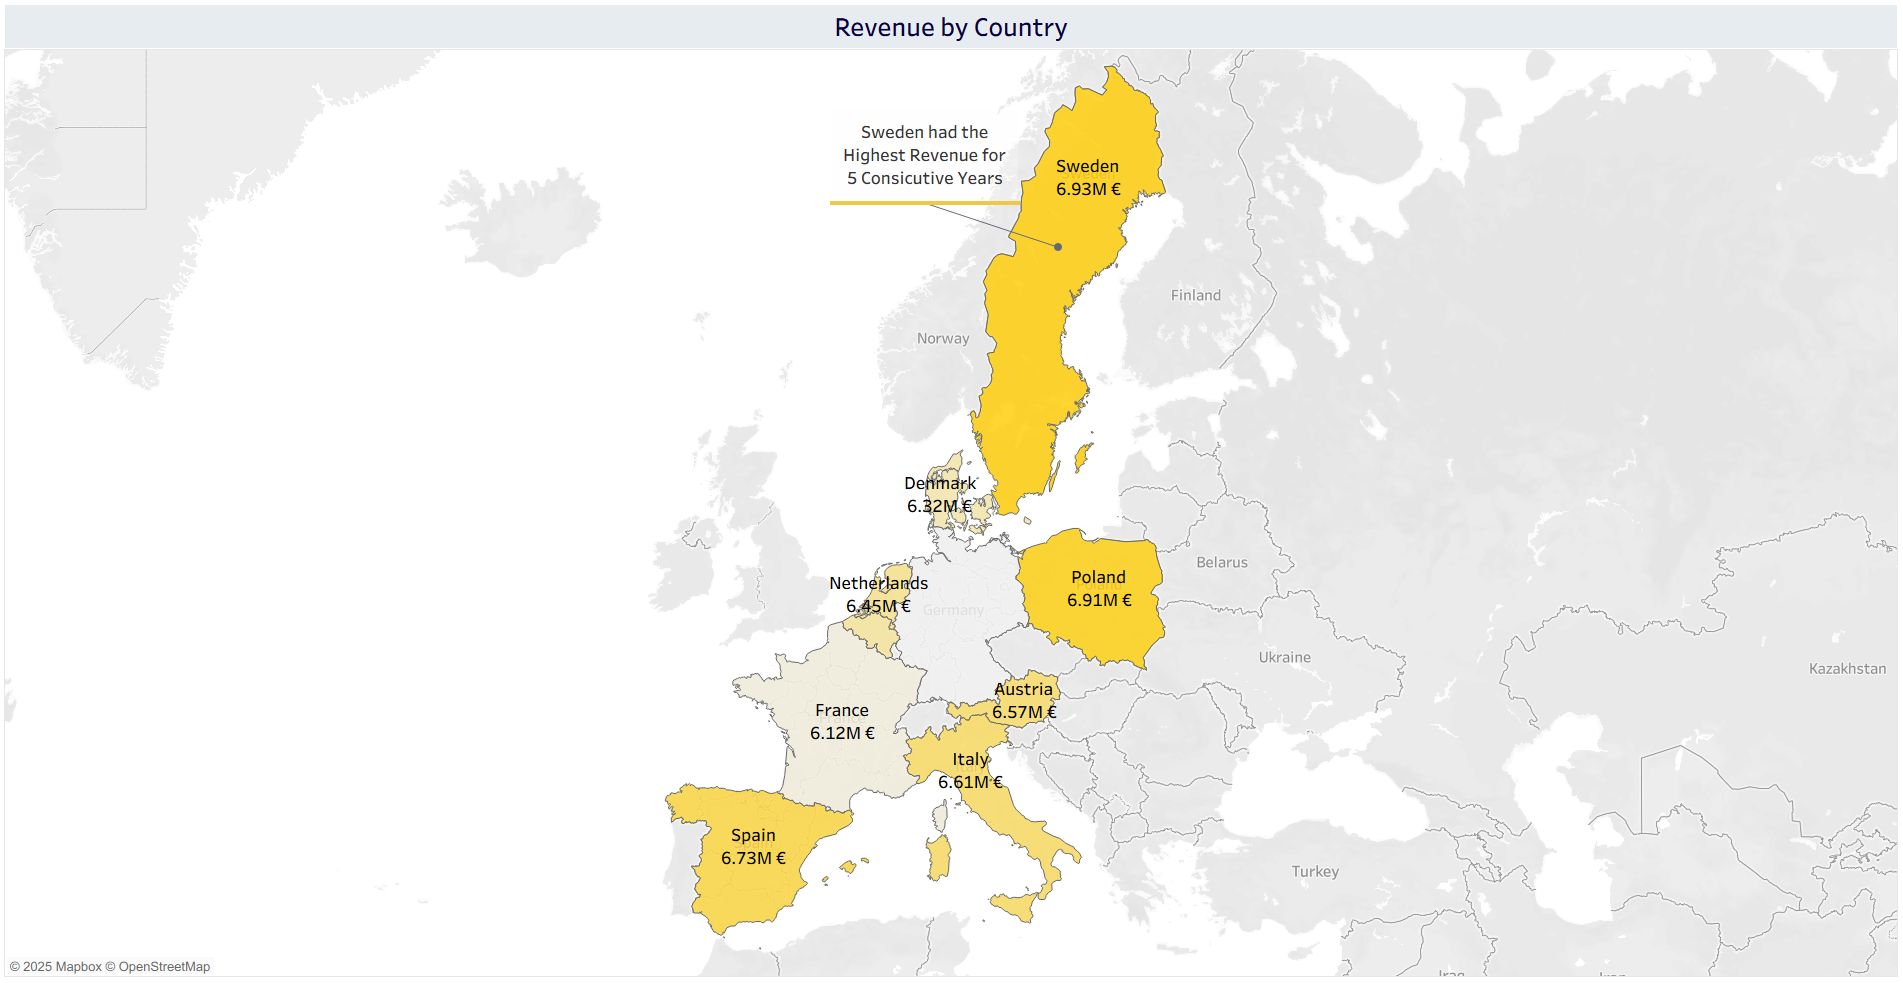 Revenue by Country
Sweden had the
Highest Revenue for
5 Consicutive Years
Sweden
6.93M €
Finland
Norway
Denmark
6.32M €
Belarus
Poland
6.91M €
Netherlands
6.45M €
Germany
Ukraine
Kazakhstan
Austria
6.57M €
France
6.12M €
Italy
6.61M €
Spain
6.73M €
Turkey
© 2025 Mapbox © OpenStreetMap